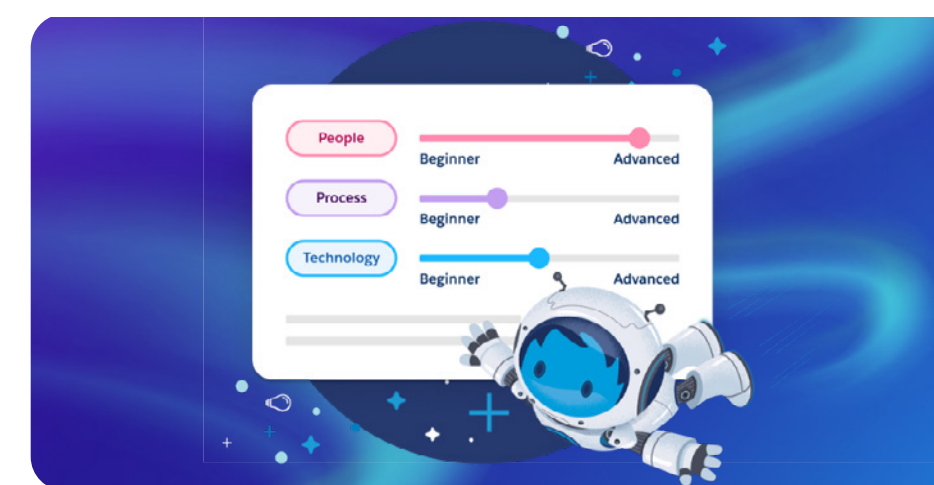 People
Beginner Advanced
Process
Beginner Advanced
Technology
Beginner Advanced